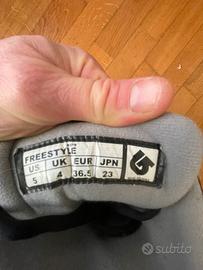 FREESTYLE
US UK EUR JPN
5 4 36.5 23
subito